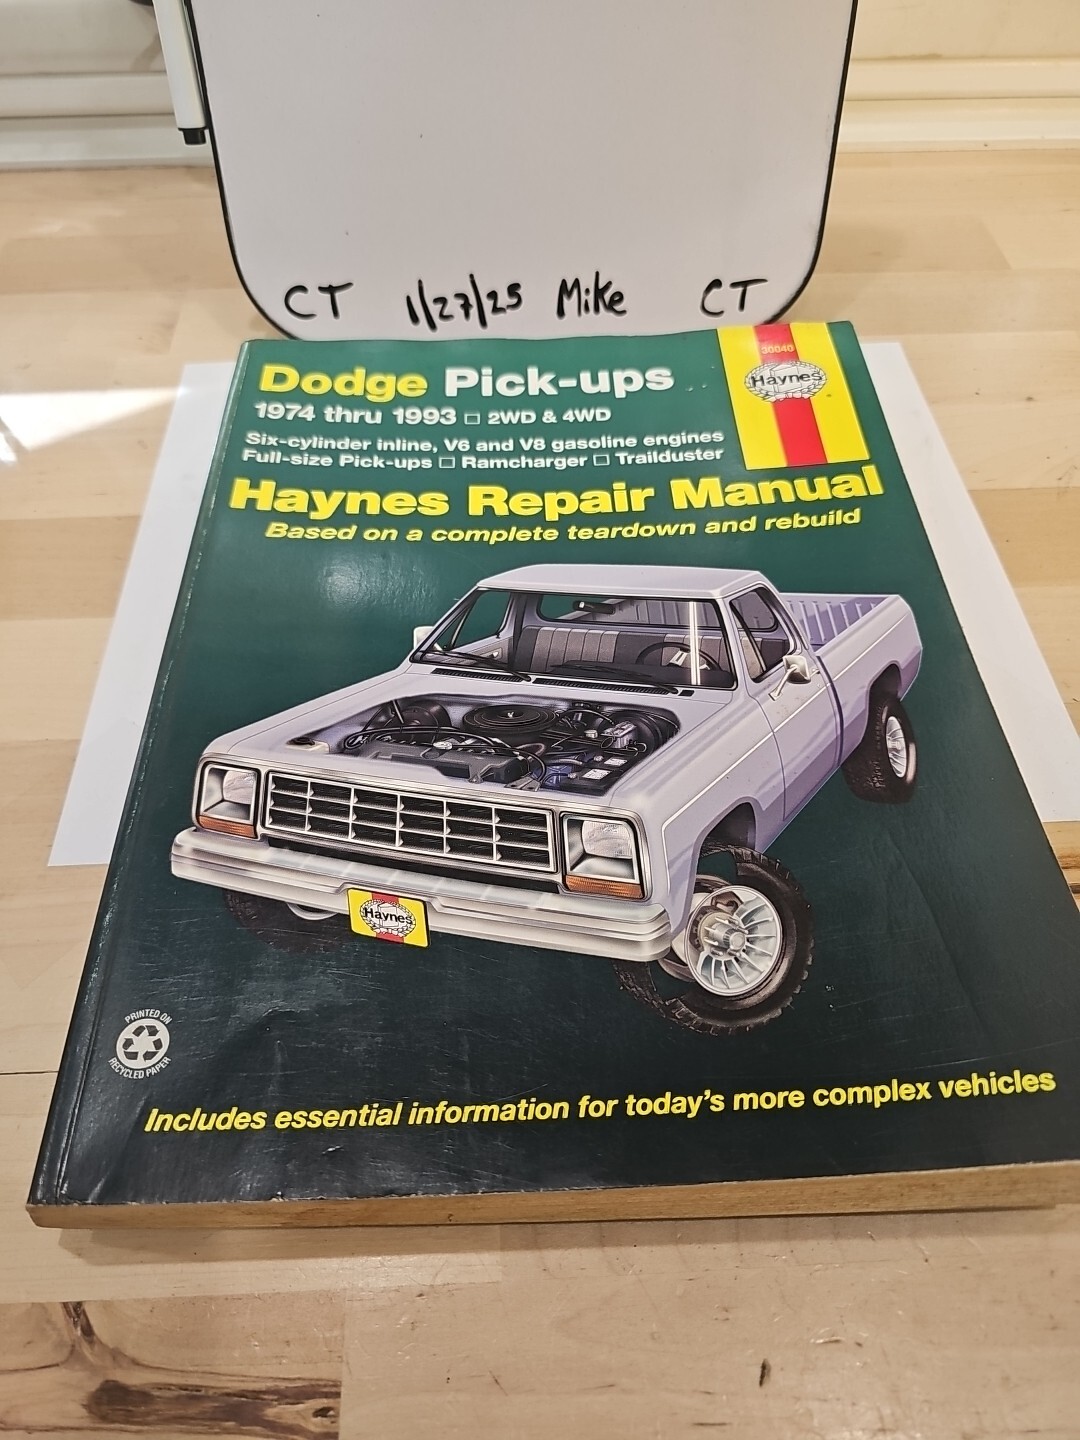 CT 1/27/25 Mike CT
30040
Haynes
Dodge Pick-ups
1974 thru 1993 □ 2WD & 4WD
Six-cylinder inline, V6 and V8 gasoline engines
Full-size Pick-ups □ Ramcharger □ Trailduster
Haynes Repair Manual
Based on a complete teardown and rebuild
Haynes
PRINTED ON
RECYCLED PAPER
Includes essential information for today's more complex vehicles